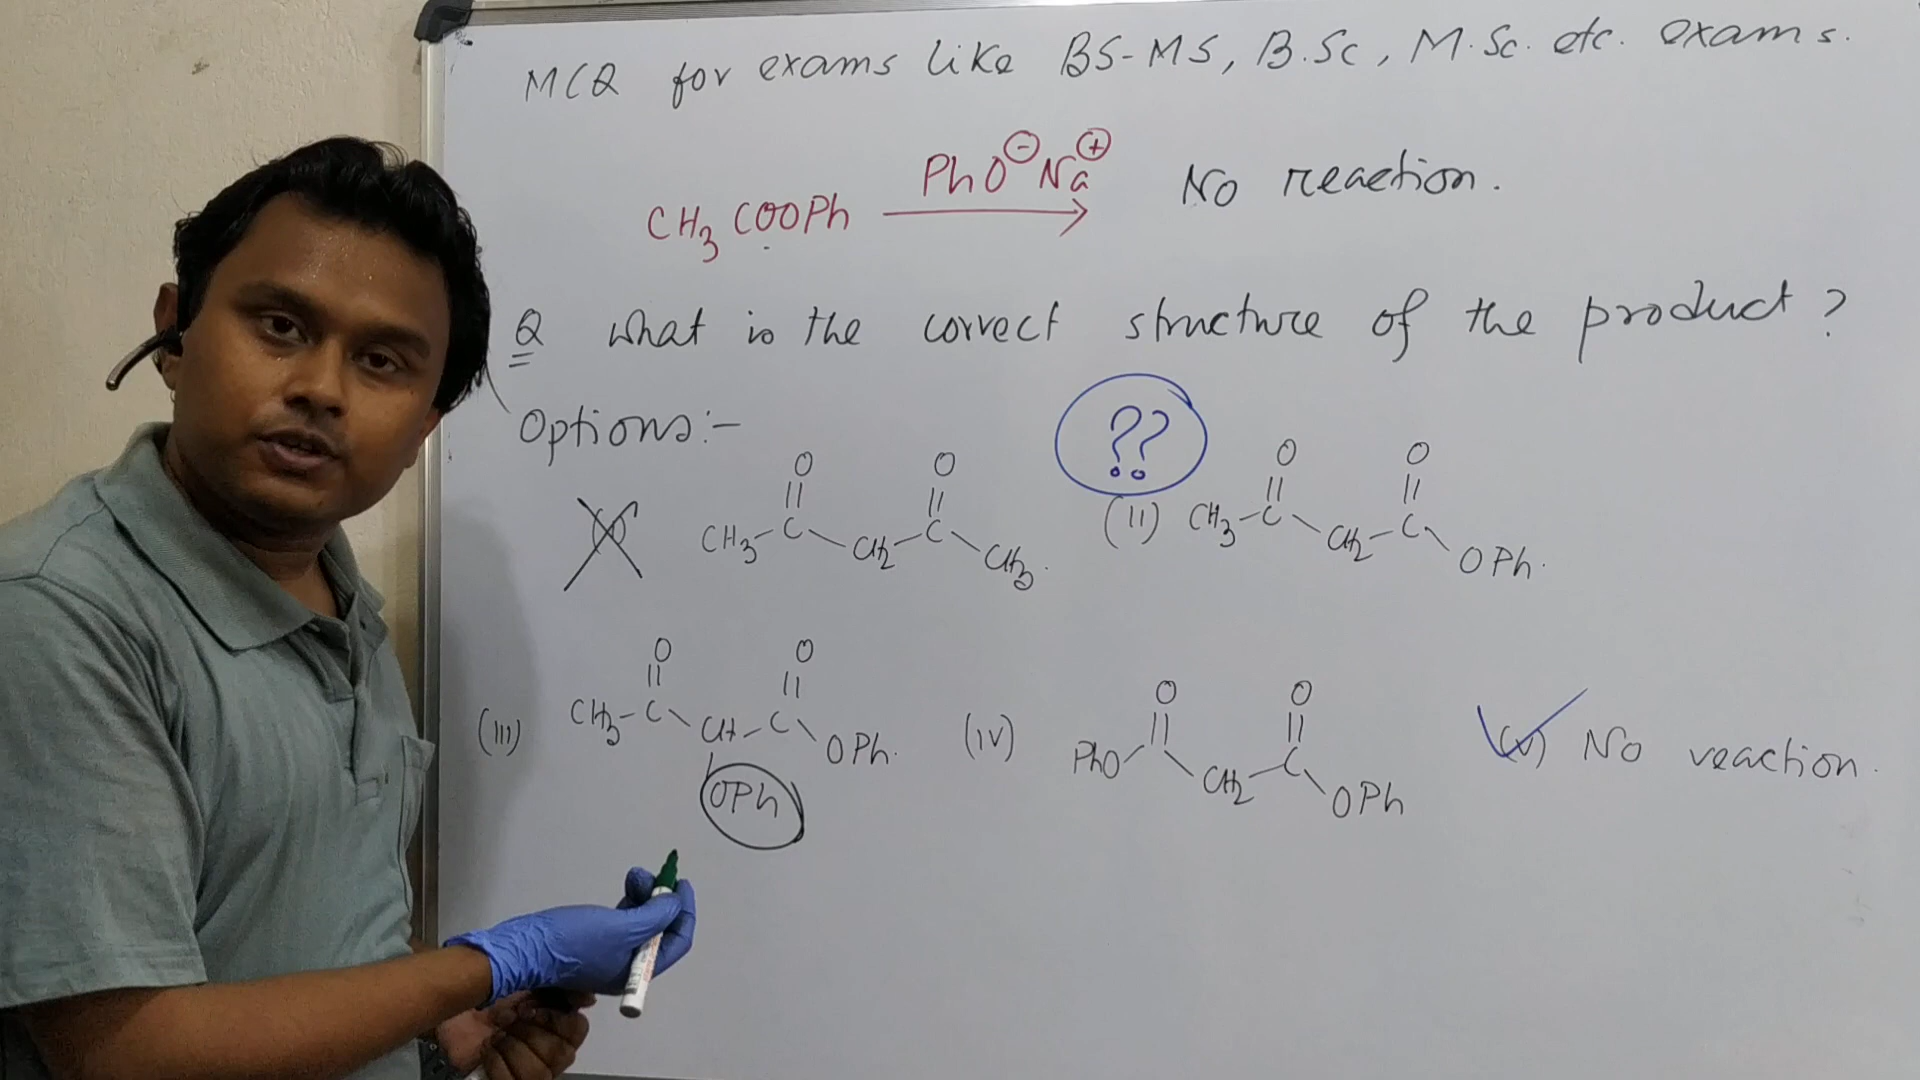 MCQ for exams like BS-MS, B.Sc, M.Sc. etc. exams.
CH3COOPh PhO⊖Na⊕ No reaction.
Q What is the correct structure of the product?
Options:- ??
O O O O
CH3-C CH2-C CH3. (II) CH3-C CH2-C OPh.
O O O O
(III) CH3-C CH-C OPh. (IV) PhO CH2 C OPh (V) No reaction.
OPh